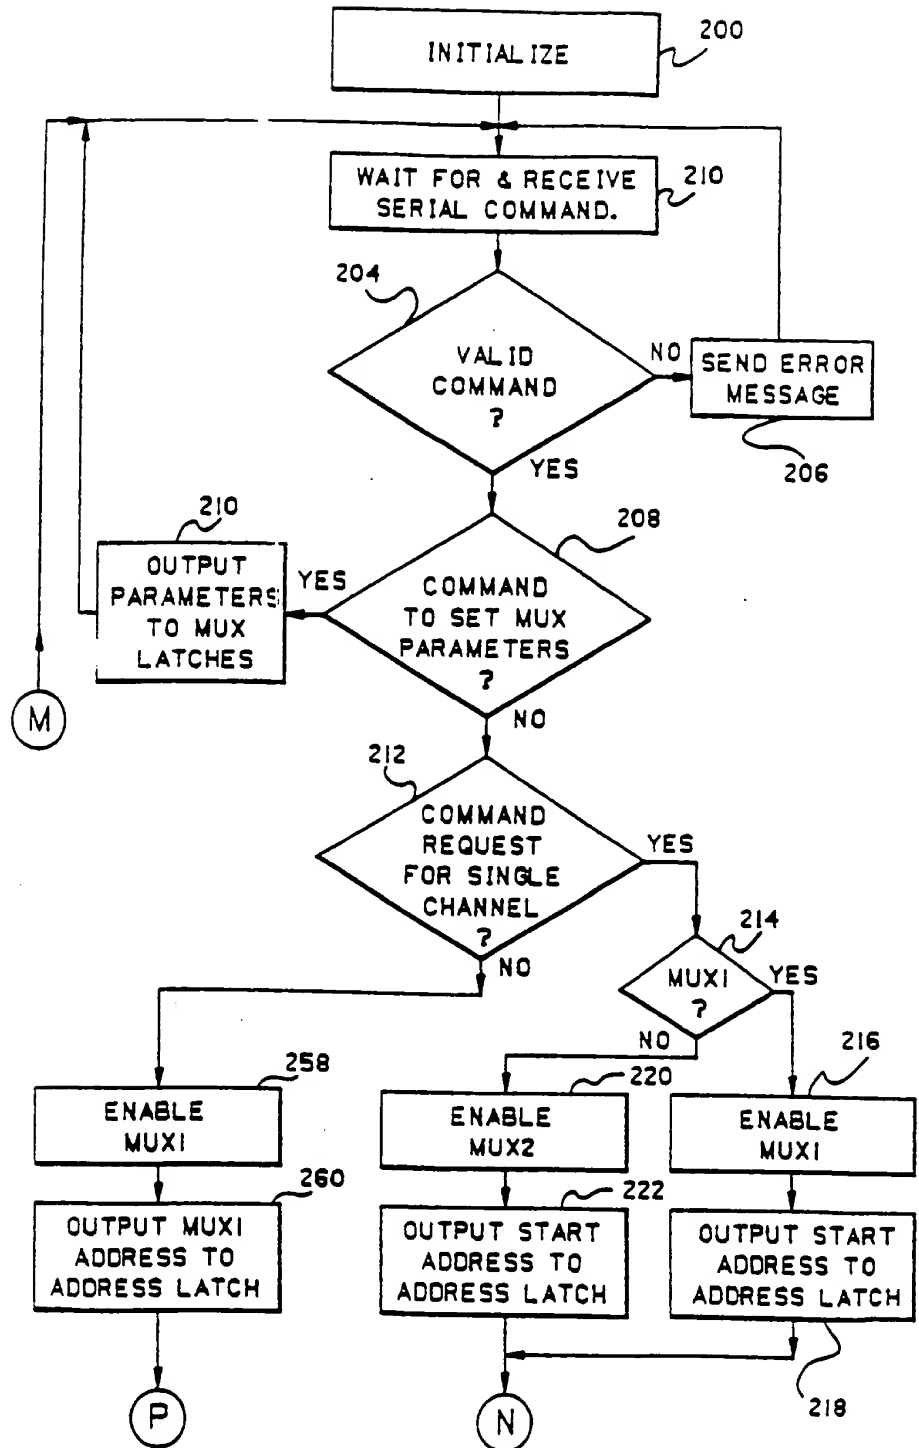 INITIALIZE
200
WAIT FOR & RECEIVE
SERIAL COMMAND.
210
204
VALID
COMMAND
?
NO
SEND ERROR
MESSAGE
206
YES
210
OUTPUT
PARAMETERS
TO MUX
LATCHES
YES
208
COMMAND
TO SET MUX
PARAMETERS
?
M
NO
212
COMMAND
REQUEST
FOR SINGLE
CHANNEL
?
YES
NO
214
MUX1
?
YES
NO
258
ENABLE
MUX1
220
ENABLE
MUX2
216
ENABLE
MUX1
260
OUTPUT MUX1
ADDRESS TO
ADDRESS LATCH
222
OUTPUT START
ADDRESS TO
ADDRESS LATCH
OUTPUT START
ADDRESS TO
ADDRESS LATCH
218
P
N